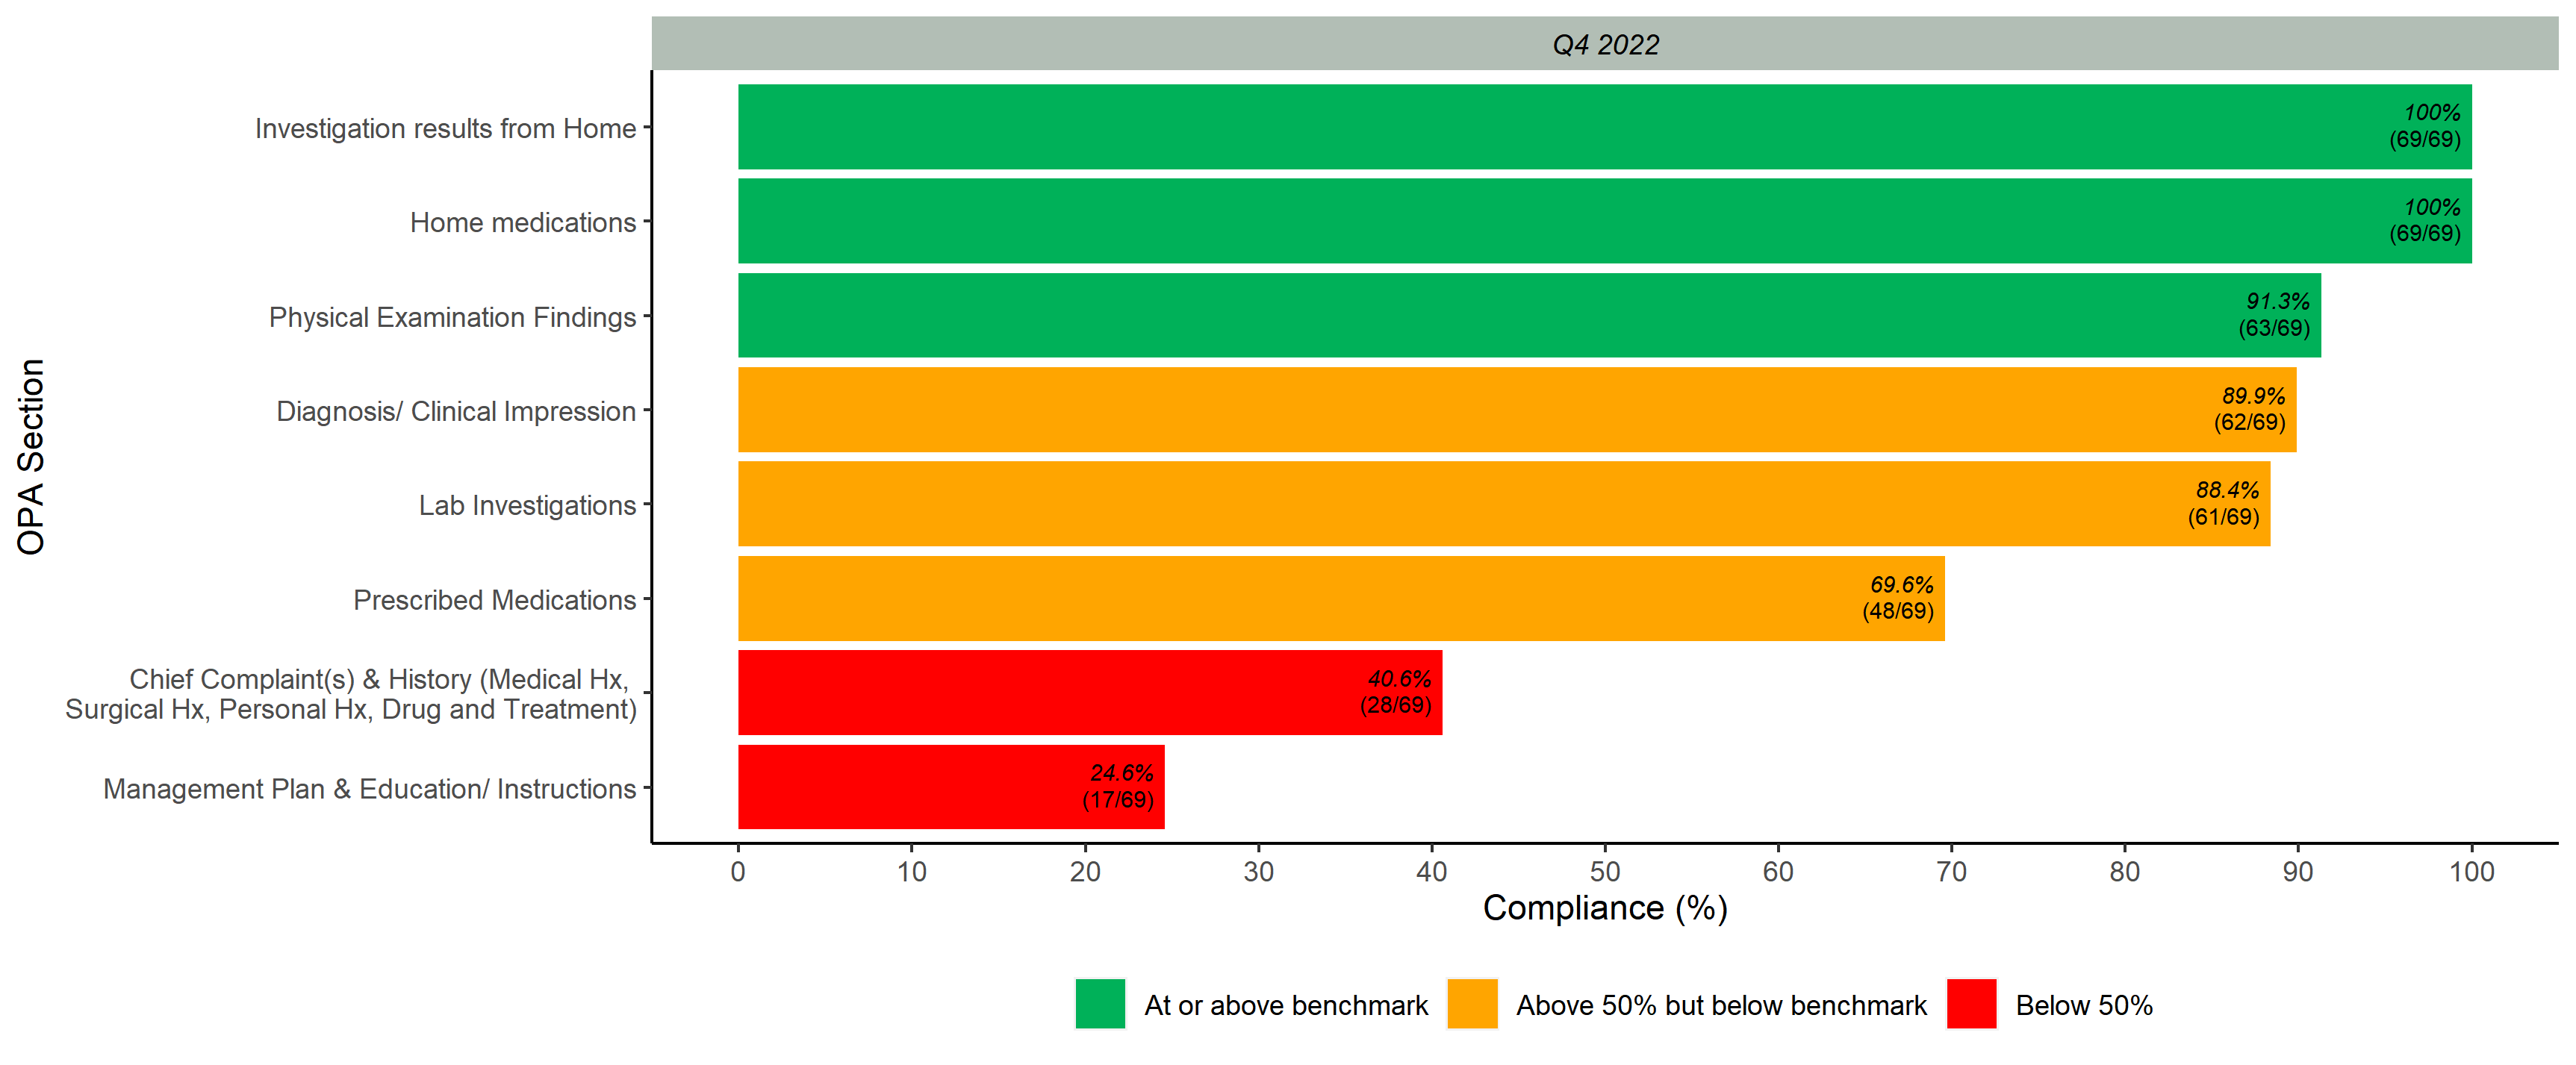 Q4 2022
OPA Section
Investigation results from Home
100%
(69/69)
Home medications
100%
(69/69)
Physical Examination Findings
91.3%
(63/69)
Diagnosis/ Clinical Impression
89.9%
(62/69)
Lab Investigations
88.4%
(61/69)
Prescribed Medications
69.6%
(48/69)
Chief Complaint(s) & History (Medical Hx,
Surgical Hx, Personal Hx, Drug and Treatment)
40.6%
(28/69)
Management Plan & Education/ Instructions
24.6%
(17/69)
0 10 20 30 40 50 60 70 80 90 100
Compliance (%)
At or above benchmark Above 50% but below benchmark Below 50%